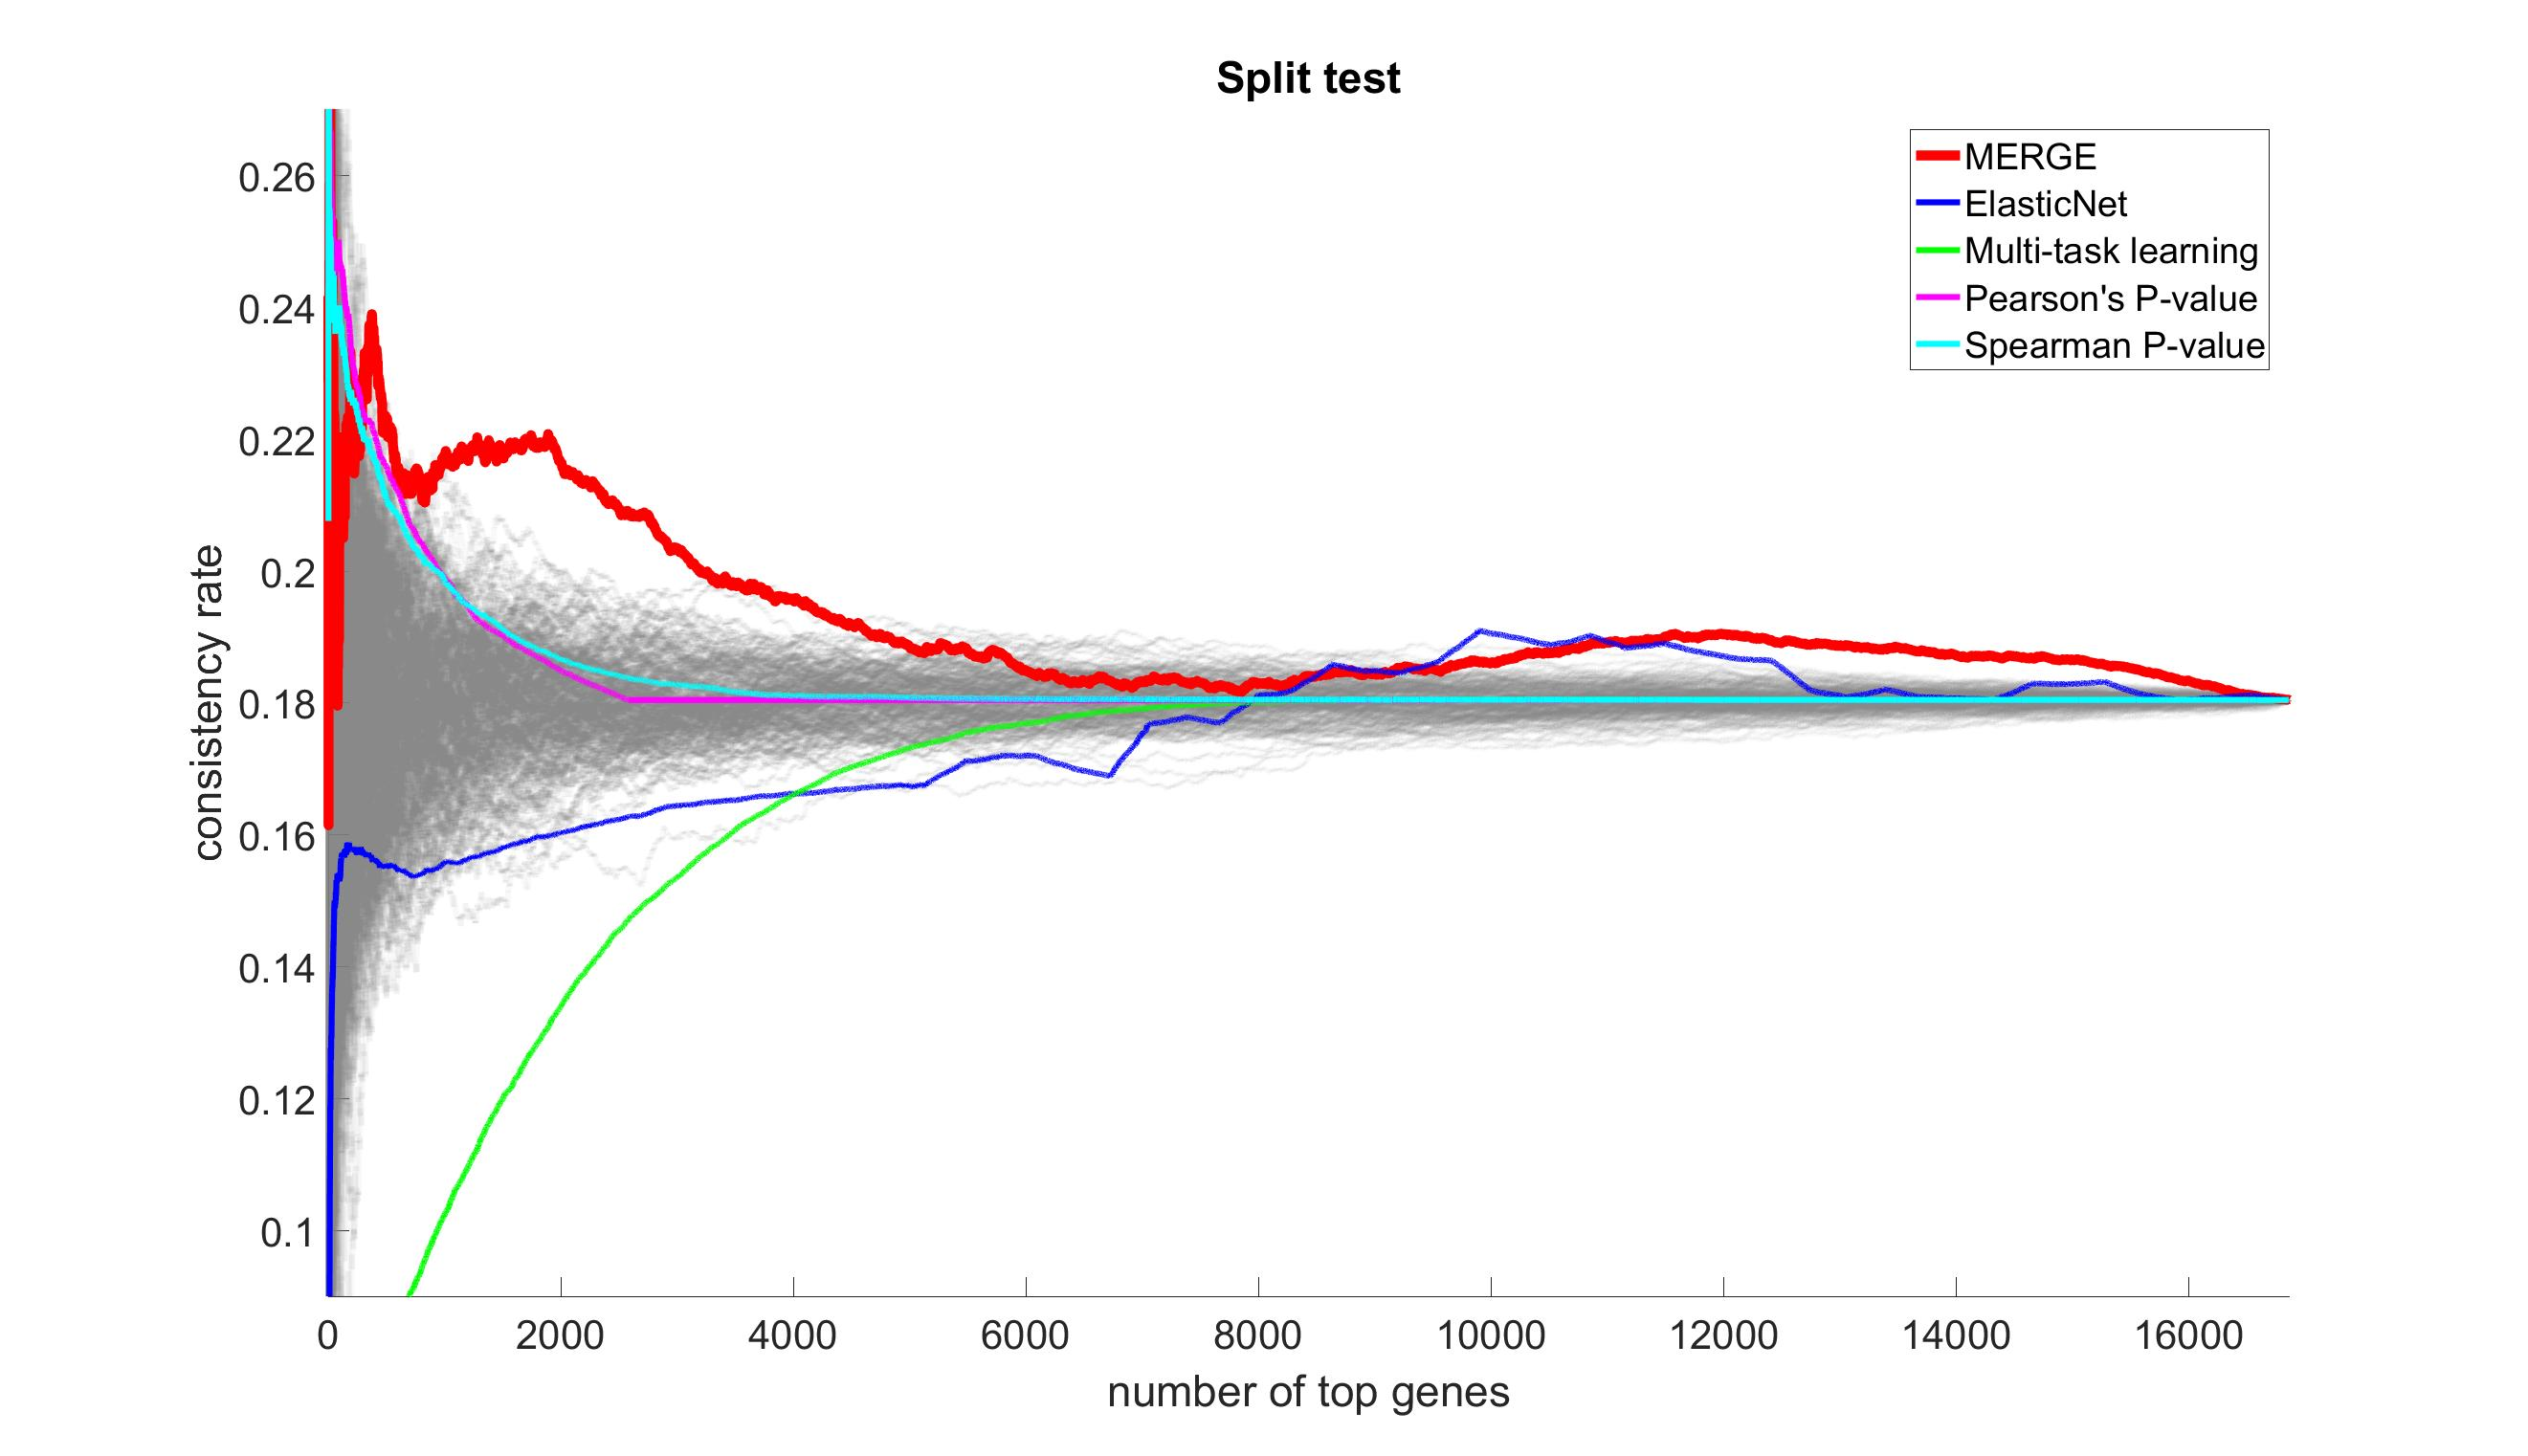 Split test
0.26
0.24
0.22
0.2
0.18
0.16
0.14
0.12
0.1
consistency rate
MERGE
ElasticNet
Multi-task learning
Pearson's P-value
Spearman P-value
0 2000 4000 6000 8000 10000 12000 14000 16000
number of top genes